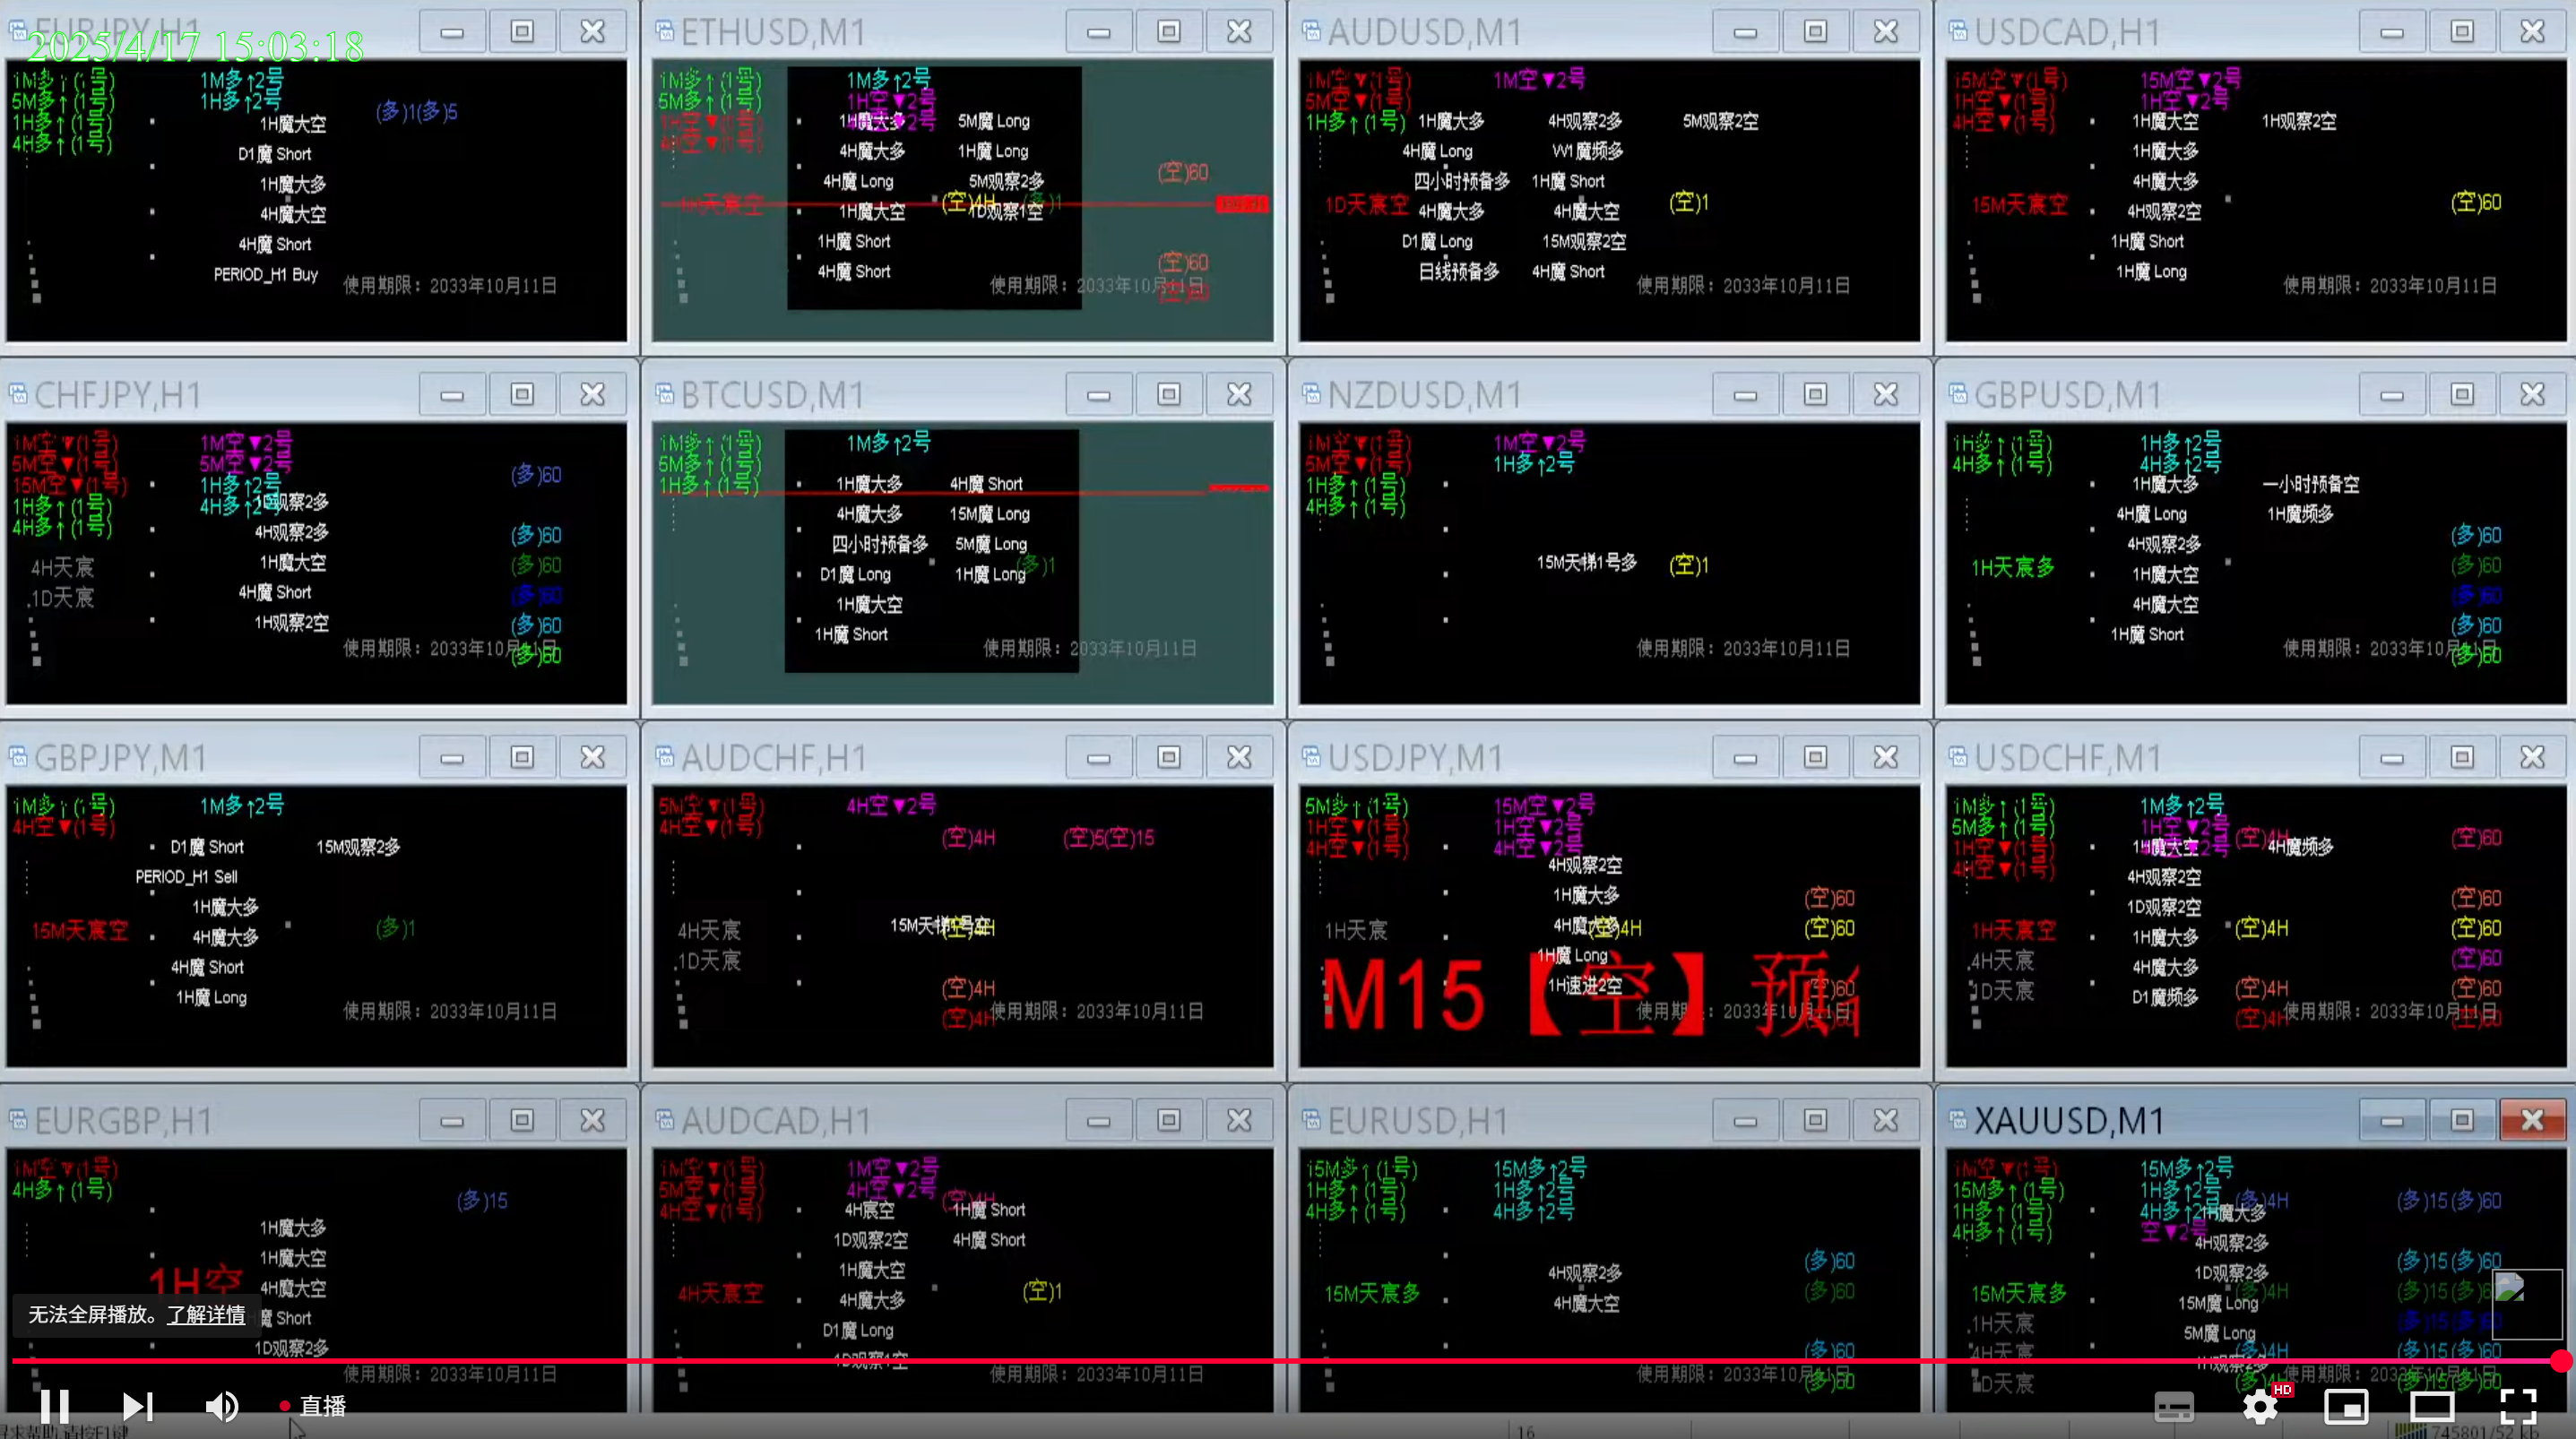 EURJPY,H1
2025/4/17 15:03:18
1M多↑(1号) 1M多↑2号
5M多↑(1号) 1H多↑2号 (多)1(多)5
1H多↑(1号) 1H魔大空
4H多↑(1号)
D1魔 Short
1H魔大多
4H魔大空
4H魔 Short
PERIOD_H1 Buy
使用期限：2033年10月11日
ETHUSD,M1
1M多↑(1号) 1M多↑2号
5M多↑(1号) 1H空▼2号
1H空▼(1号) 1H魔大多 5M魔 Long
4H空▼(1号)
4H魔大多 1H魔 Long
(空)60
4H魔 Long 5M观察2多
(空)4H (多)1
1H魔大空 1D观察1空
1H魔 Short
(空)60
4H魔 Short
使用期限：2033年10月11日
(空)60
AUDUSD,M1
1M空▼(1号) 1M空▼2号
5M空▼(1号)
1H多↑(1号) 1H魔大多 4H观察2多 5M观察2空
4H魔 Long W1魔频多
四小时预备多 1H魔 Short
1D天宸空 (空)1
4H魔大多 4H魔大空
D1魔 Long 15M观察2空
日线预备多 4H魔 Short
使用期限：2033年10月11日
USDCAD,H1
15M空▼(1号) 15M空▼2号
1H空▼(1号) 1H空▼2号
4H空▼(1号) 1H魔大空 1H观察2空
1H魔大多
4H魔大多
15M天宸空 (空)60
4H观察2空
1H魔 Short
1H魔 Long
使用期限：2033年10月11日
CHFJPY,H1
1M空▼(1号) 1M空▼2号
5M空▼(1号) 5M空▼2号
(多)60
15M空▼(1号) 1H多↑2号
1H多↑(1号) 4H多↑2号 观察2多
4H多↑(1号) 4H观察2多 (多)60
4H天宸 1H魔大空 (多)60
1D天宸 4H魔 Short (多)60
1H观察2空 (多)60
使用期限：2033年10月11日
(多)60
BTCUSD,M1
1M多↑(1号) 1M多↑2号
5M多↑(1号)
1H多↑(1号) 1H魔大多 4H魔 Short
4H魔大多 15M魔 Long
四小时预备多 5M魔 Long
(多)1
D1魔 Long 1H魔 Long
1H魔大空
1H魔 Short
使用期限：2033年10月11日
NZDUSD,M1
1M空▼(1号) 1M空▼2号
5M空▼(1号) 1H多↑2号
1H多↑(1号)
4H多↑(1号)
15M天梯1号多 (空)1
使用期限：2033年10月11日
GBPUSD,M1
1H多↑(1号) 1H多↑2号
4H多↑(1号) 4H多↑2号
1H魔大多 一小时预备空
4H魔 Long 1H魔频多
4H观察2多 (多)60
1H天宸多 (多)60
1H魔大空
4H魔大空 (多)60
1H魔 Short (多)60
使用期限：2033年10月11日
(多)60
GBPJPY,M1
1M多↑(1号) 1M多↑2号
4H空▼(1号)
D1魔 Short 15M观察2多
PERIOD_H1 Sell
1H魔大多
15M天宸空 (多)1
4H魔大多
4H魔 Short
1H魔 Long
使用期限：2033年10月11日
AUDCHF,H1
5M空▼(1号) 4H空▼2号
4H空▼(1号)
(空)4H (空)5(空)15
4H天宸 15M天梯1号空 (空)4H
1D天宸
(空)4H
(空)4H
使用期限：2033年10月11日
USDJPY,M1
5M多↑(1号) 15M空▼2号
1H空▼(1号) 1H空▼2号
4H空▼(1号) 4H空▼2号
4H观察2空
1H魔大多 (空)60
1H天宸 4H魔大多 (空)4H (空)60
1H魔 Long
M15【空】预
1H速进2空 (空)60
使用期限：2033年10月11日
USDCHF,M1
1M多↑(1号) 1M多↑2号
5M多↑(1号) 1H空▼2号 (空)4H (空)60
1H空▼(1号) 1H魔大空 4H魔频多
4H空▼(1号) 4H观察2空
1D观察2空 (空)60
1H天宸空 1H魔大多 (空)4H (空)60
4H天宸 4H魔大多 (空)60
1D天宸 D1魔频多 (空)4H (空)60
使用期限：2033年10月11日
(空)4H (空)60
EURGBP,H1
1M空▼(1号)
4H多↑(1号) (多)15
1H魔大多
1H魔大空
1H空 4H魔大空
无法全屏播放。了解详情
魔 Short
1D观察2多
使用期限：2033年10月11日
AUDCAD,H1
1M空▼(1号) 1M空▼2号
5M空▼(1号) 4H空▼2号
4H空▼(1号) 4H宸空 (空)4H 1H魔 Short
1D观察2空 4H魔 Short
1H魔大空
4H天宸空 4H魔大多 (空)1
D1魔 Long
1D观察1空
使用期限：2033年10月11日
EURUSD,H1
15M多↑(1号) 15M多↑2号
1H多↑(1号) 1H多↑2号
4H多↑(1号) 4H多↑2号
4H观察2多 (多)60
15M天宸多 4H魔大空 (多)60
(多)60
使用期限：2033年10月11日
(多)60
XAUUSD,M1
1M空▼(1号) 15M多↑2号
15M多↑(1号) 1H多↑2号 (多)4H (多)15(多)60
1H多↑(1号) 4H多↑2号 1H魔大多
4H多↑(1号) 空▼2号 4H观察2多
1D观察2多 (多)15(多)60
15M天宸多 15M魔 Long (多)4H (多)15(多)6
1H天宸 5M魔 Long (多)15(多)6
4H天宸 (多)4H (多)15(多)60
1D天宸 使用期限：2033年10月11日
(多)15(多)60
直播
HD
16
745801/52 kb